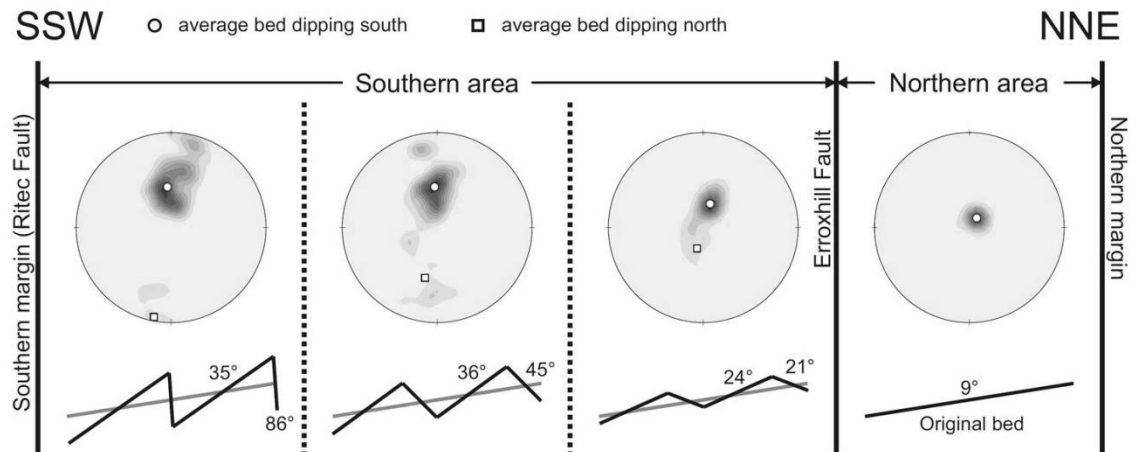 SSW
average bed dipping south
average bed dipping north
NNE
Southern area
Northern area
Southern margin (Ritec Fault)
Erroxhill Fault
Northern margin
35°
86°
36°
45°
24°
21°
9°
Original bed